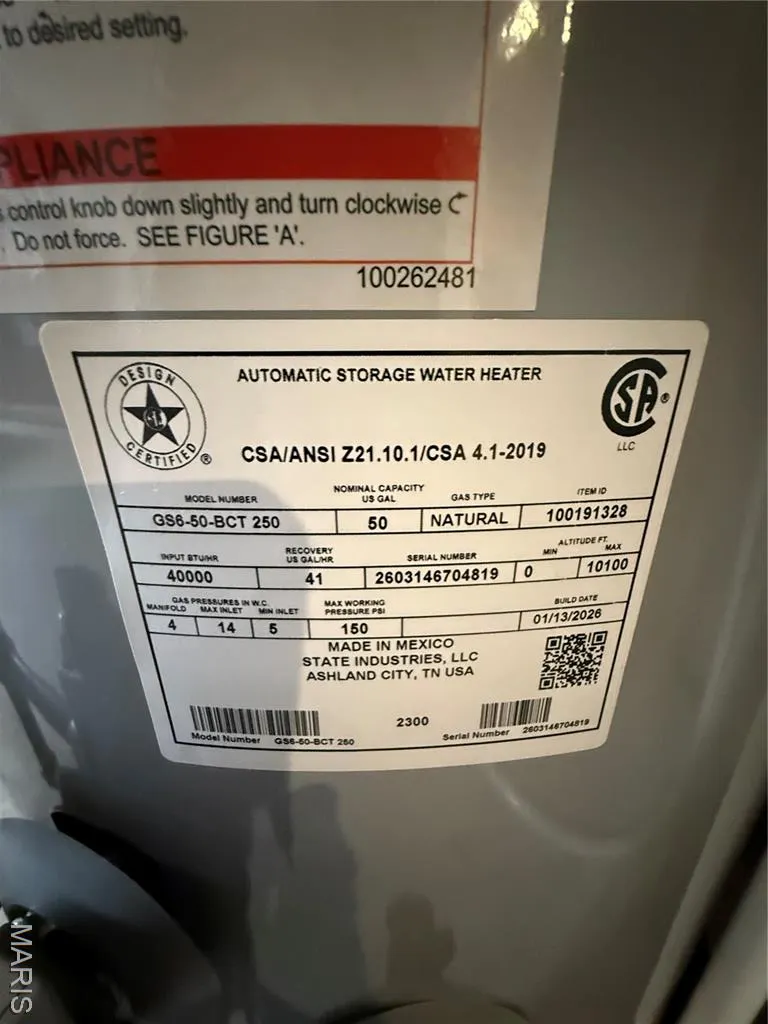 to desired setting.
PLIANCE
control knob down slightly and turn clockwise
. Do not force. SEE FIGURE 'A'.
100262481
DESIGN
CERTIFIED
®
AUTOMATIC STORAGE WATER HEATER
CSA/ANSI Z21.10.1/CSA 4.1-2019
SA®
LLC
MODEL NUMBER NOMINAL CAPACITY US GAL GAS TYPE ITEM ID
GS6-50-BCT 250 50 NATURAL 100191328
INPUT BTU/HR RECOVERY US GAL/HR SERIAL NUMBER MIN ALTITUDE FT. MAX
40000 41 2603146704819 0 10100
GAS PRESSURES IN W.C.
MANIFOLD MAX INLET MIN INLET MAX WORKING PRESSURE PSI BUILD DATE
4 14 5 150 01/13/2026
MADE IN MEXICO
STATE INDUSTRIES, LLC
ASHLAND CITY, TN USA
2300
Model Number GS6-50-BCT 250 Serial Number 2603146704819
MARIS